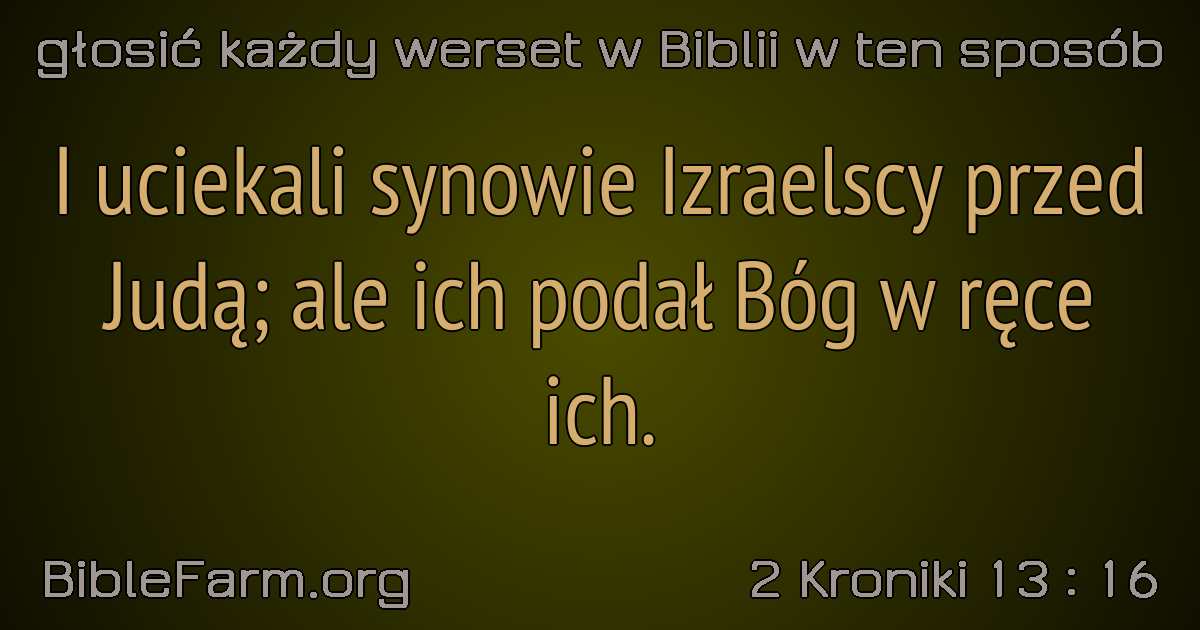 głosić każdy werset w Biblii w ten sposób
I uciekali synowie Izraelscy przed
Judą; ale ich podał Bóg w ręce
ich.
BibleFarm.org
2 Kroniki 13 : 16